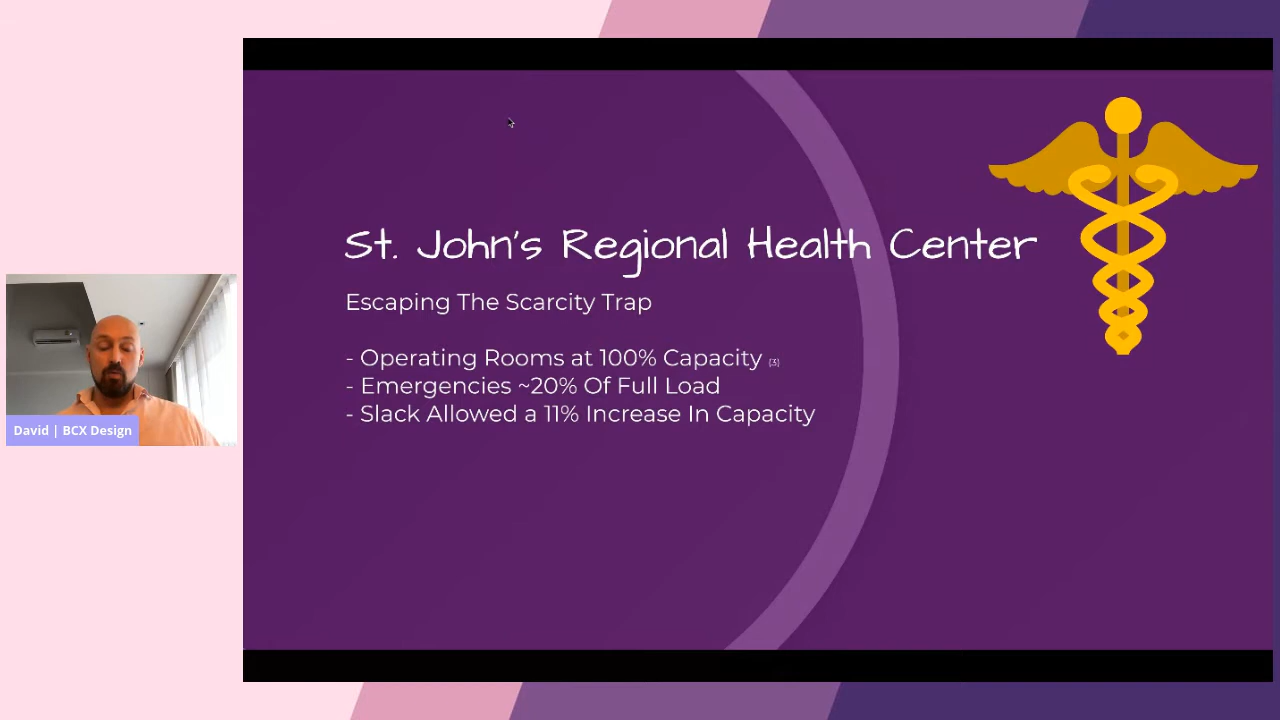 St. John's Regional Health Center
Escaping The Scarcity Trap
- Operating Rooms at 100% Capacity (3)
- Emergencies ~20% Of Full Load
- Slack Allowed a 11% Increase In Capacity
David | BCX Design